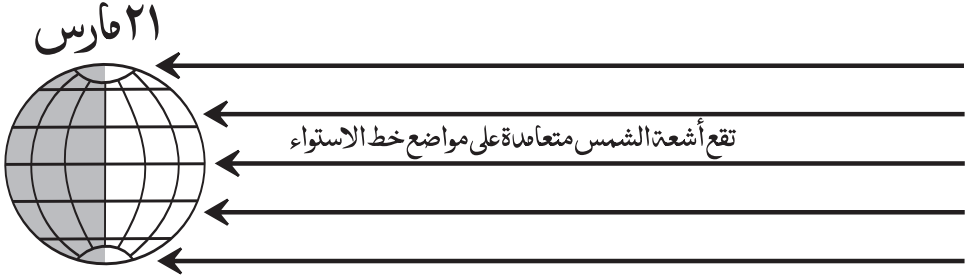 ٢١ مارس
تقع أشعة الشمس متعامدة على مواضع خط الاستواء